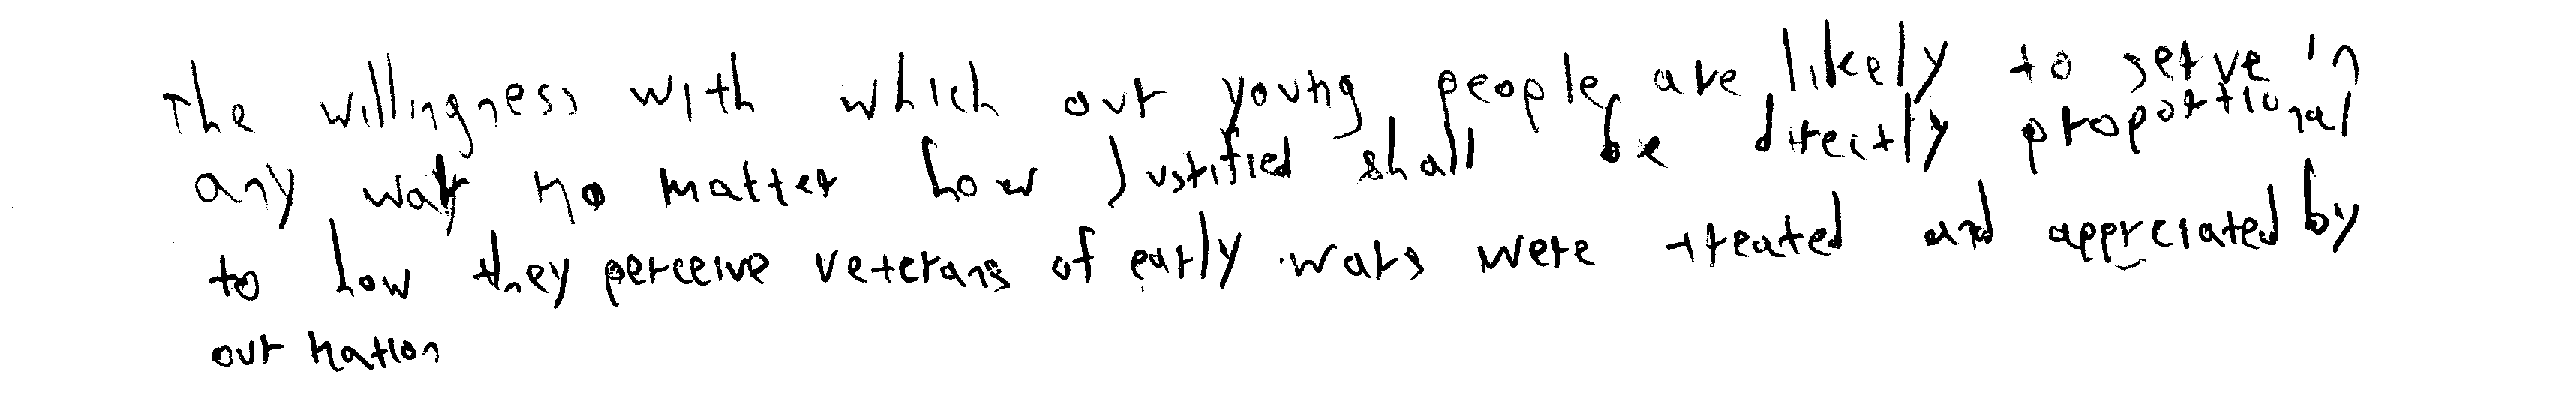 The willingness with which our young people are likely to serve in
any war no matter how Justified shall be directly proportional
to how they perceive veterans of early wars were treated and appreciated by
our nation